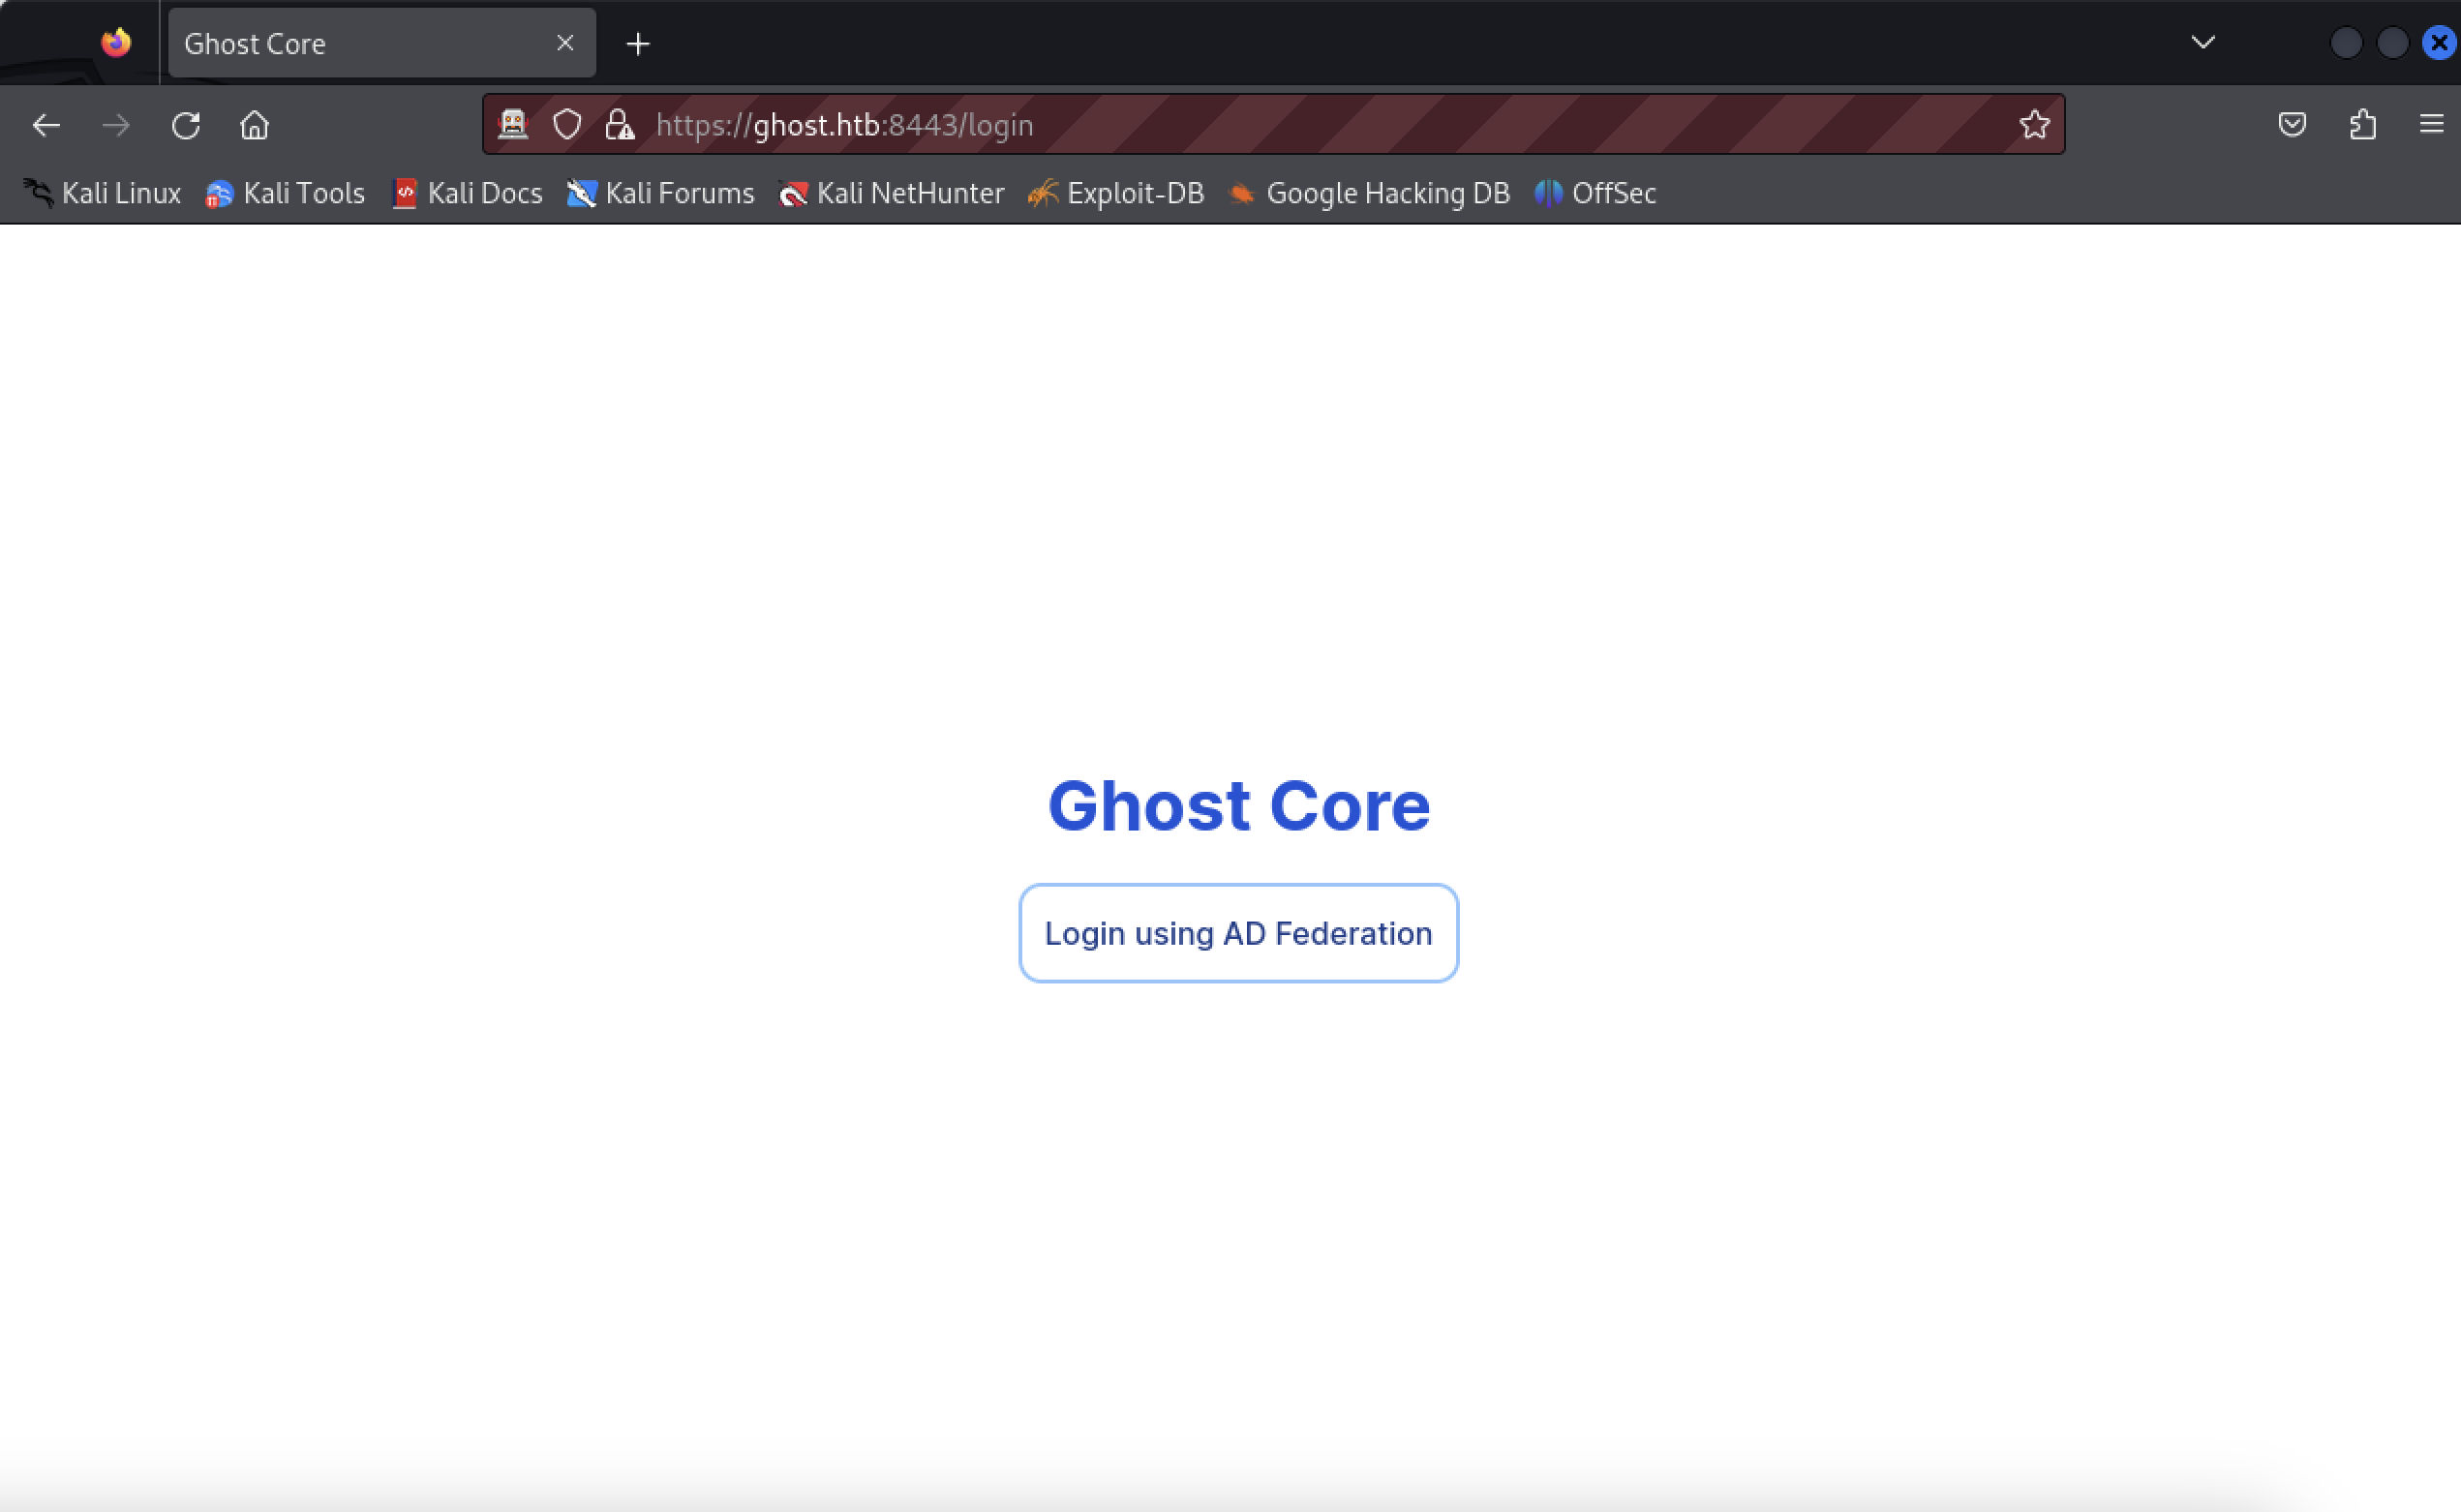 Ghost Core
https://ghost.htb:8443/login
Kali Linux Kali Tools Kali Docs Kali Forums Kali NetHunter Exploit-DB Google Hacking DB OffSec
Ghost Core
Login using AD Federation